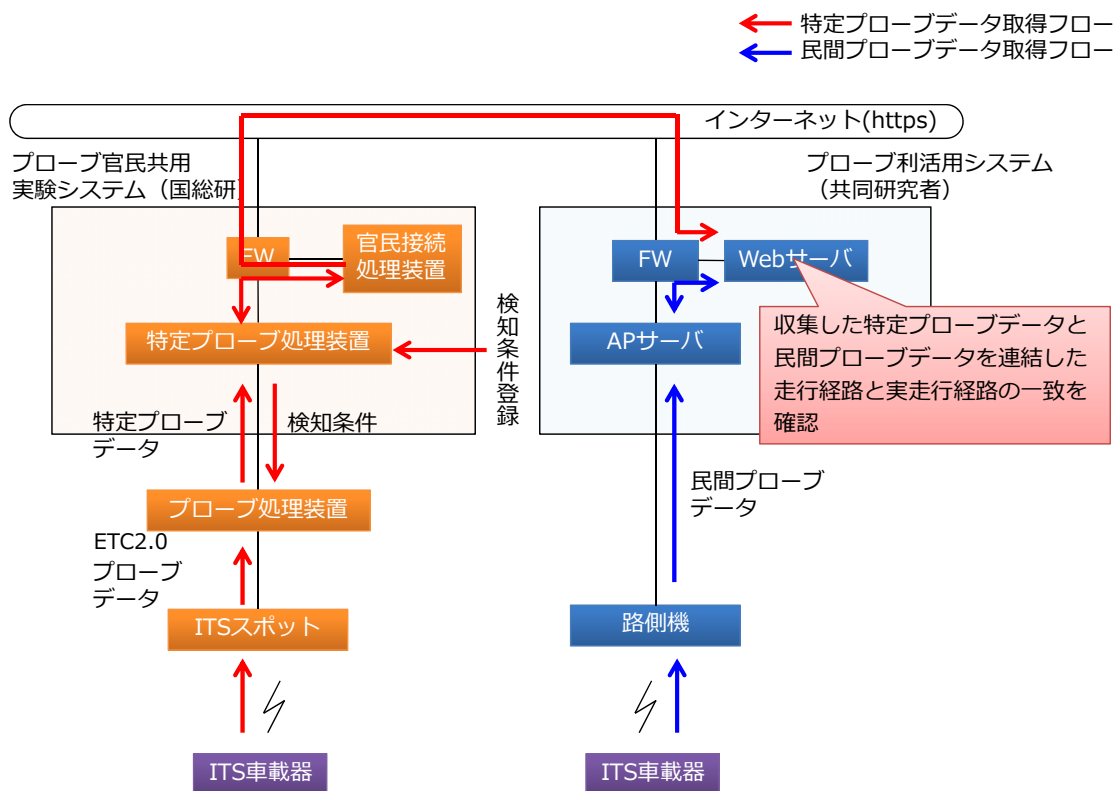 特定プローブデータ取得フロー
民間プローブデータ取得フロー
インターネット(https)
プローブ官民共用
実験システム（国総研）
プローブ利活用システム
（共同研究者）
FW
官民接続
処理装置
特定プローブ処理装置
検知条件登録
特定プローブ
データ
検知条件
プローブ処理装置
ETC2.0
プローブ
データ
ITSスポット
ITS車載器
FW
Webサーバ
APサーバ
収集した特定プローブデータと
民間プローブデータを連結した
走行経路と実走行経路の一致を
確認
民間プローブ
データ
路側機
ITS車載器